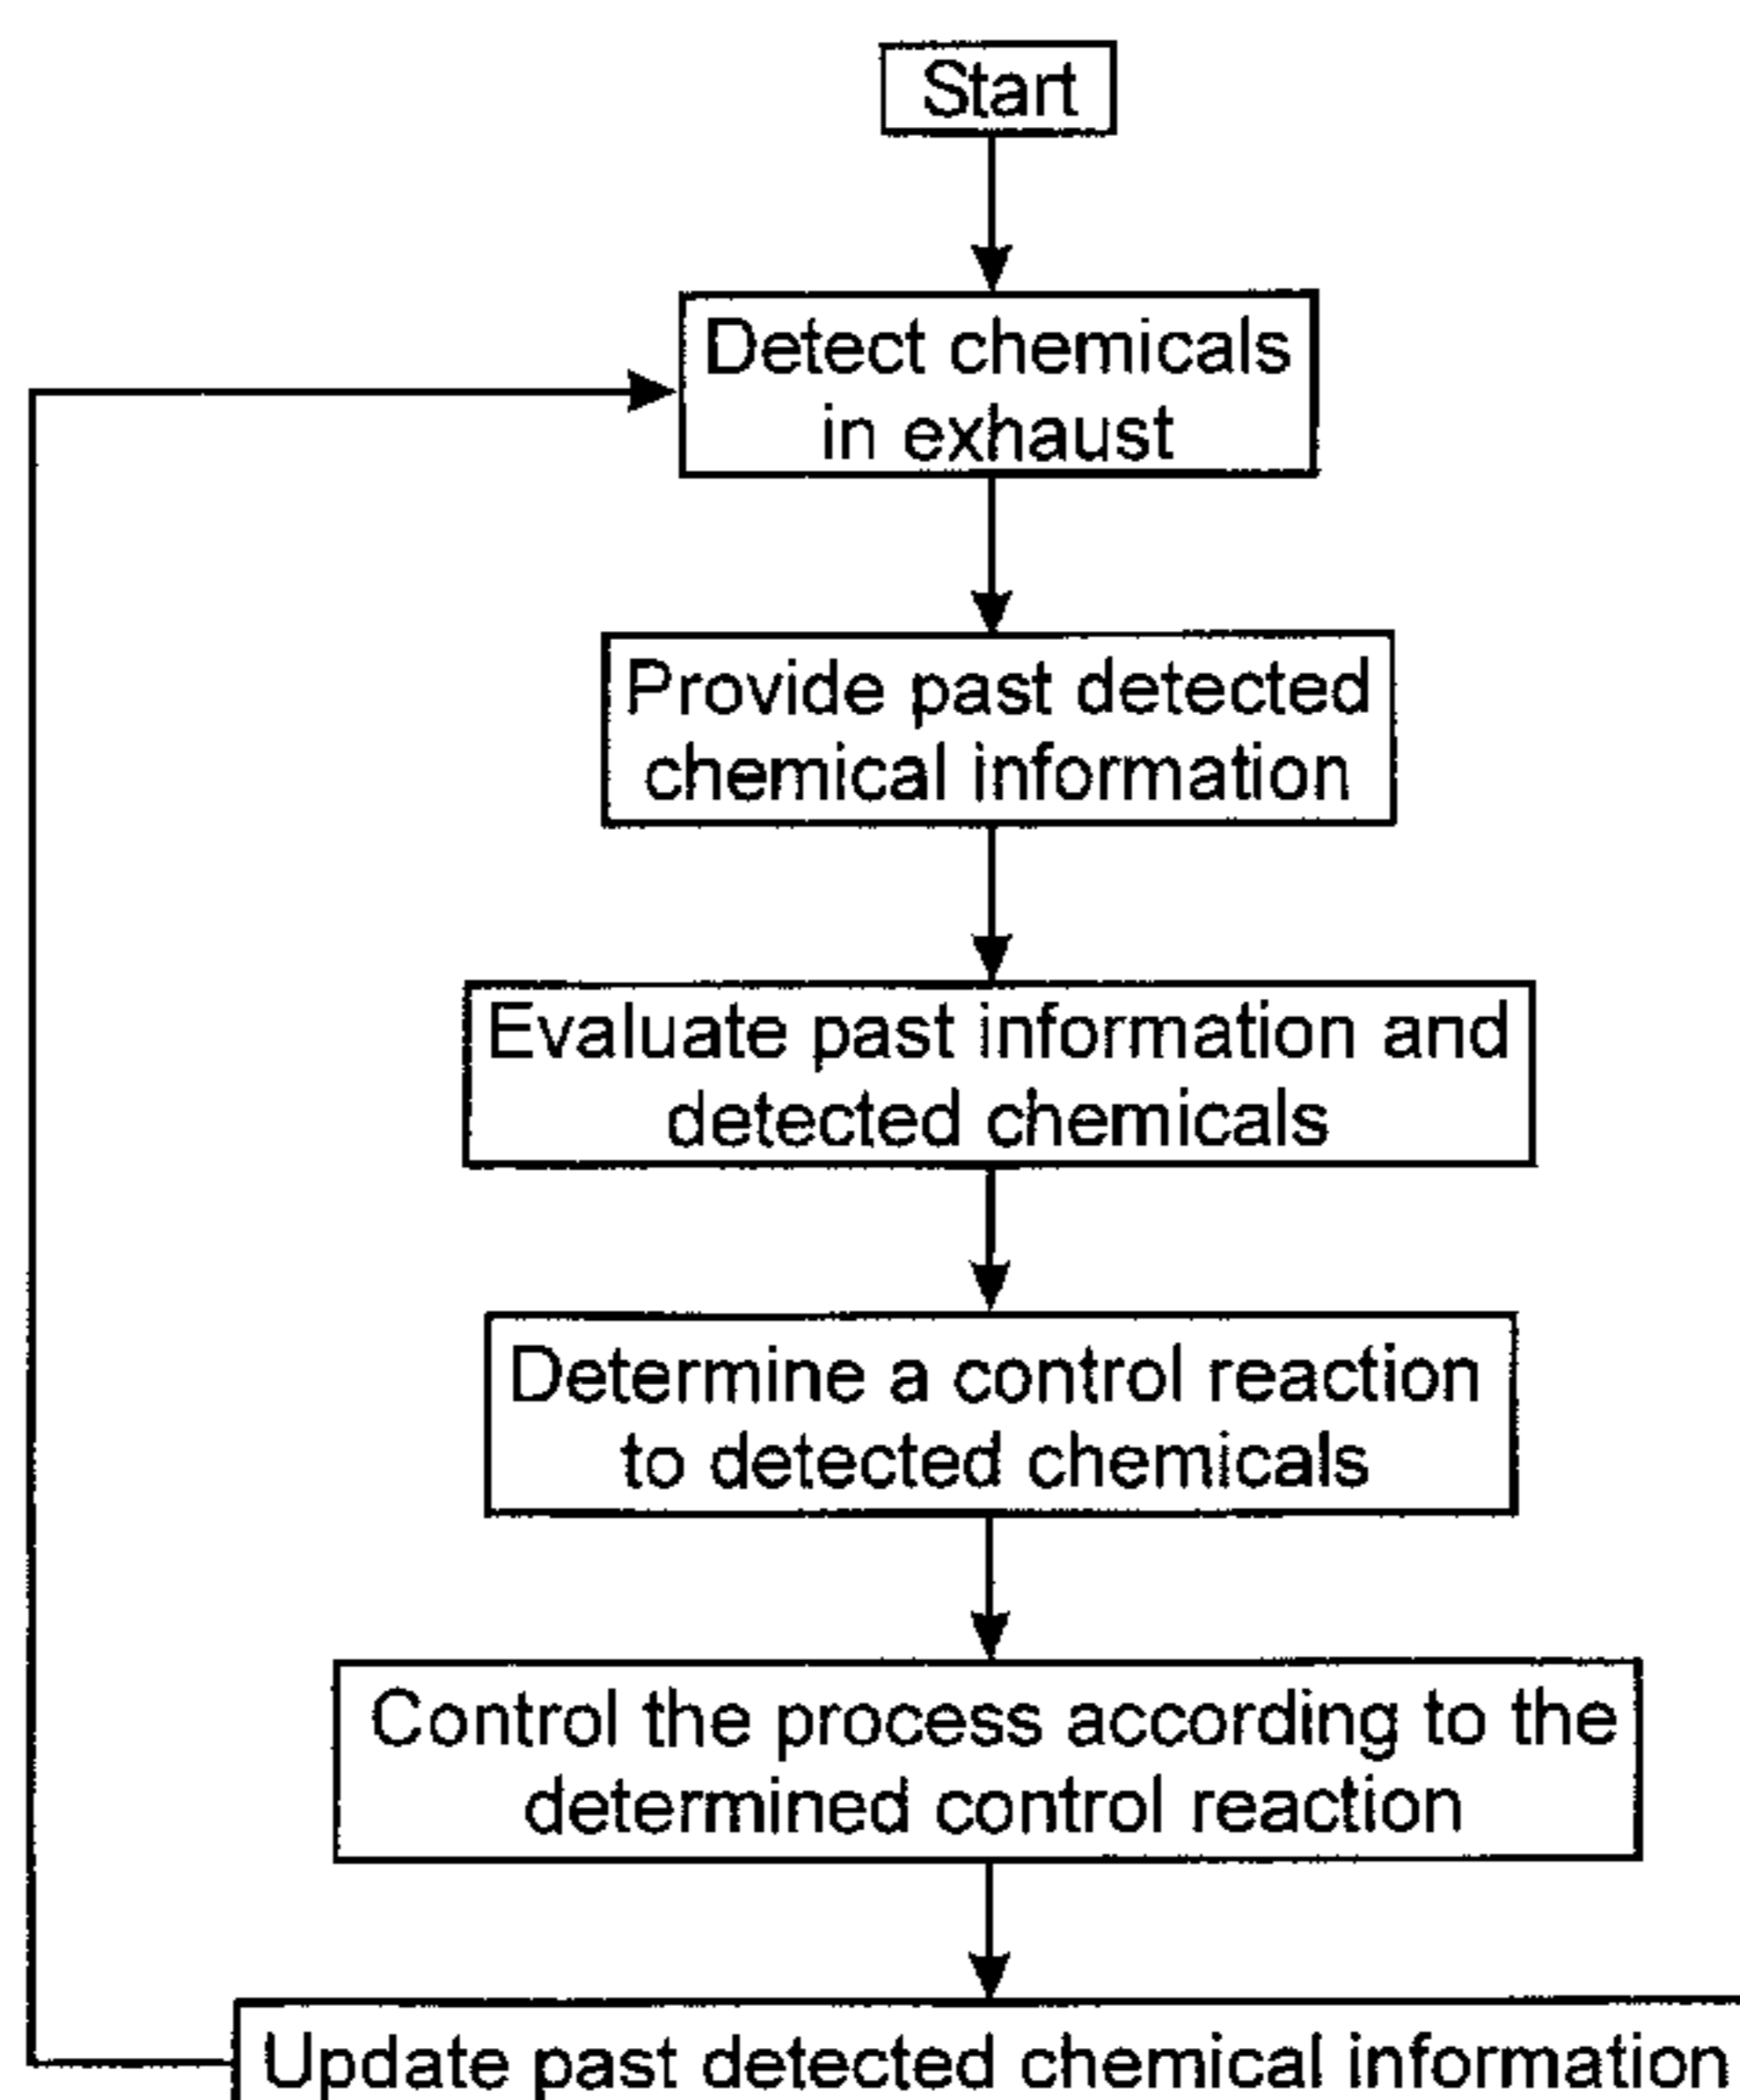 Start
Detect chemicals
in exhaust
Provide past detected
chemical information
Evaluate past information and
detected chemicals
Determine a control reaction
to detected chemicals
Control the process according to the
determined control reaction
Update past detected chemical information